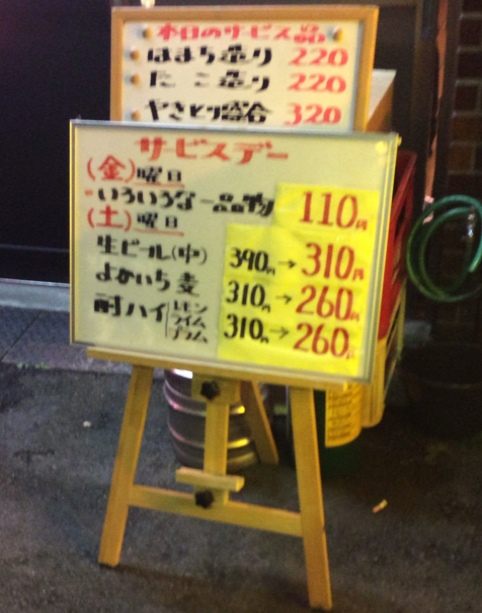 本日のサービス品
はまち造り 220
たこ造り 220
やきとり盛合 320
サービスデー
(金)曜日
いろいろな一品物 110円
(土)曜日
生ビール(中) 390円→310円
よかいち 麦 310円→260円
酎ハイ レモン ライム プラム 310円→260円